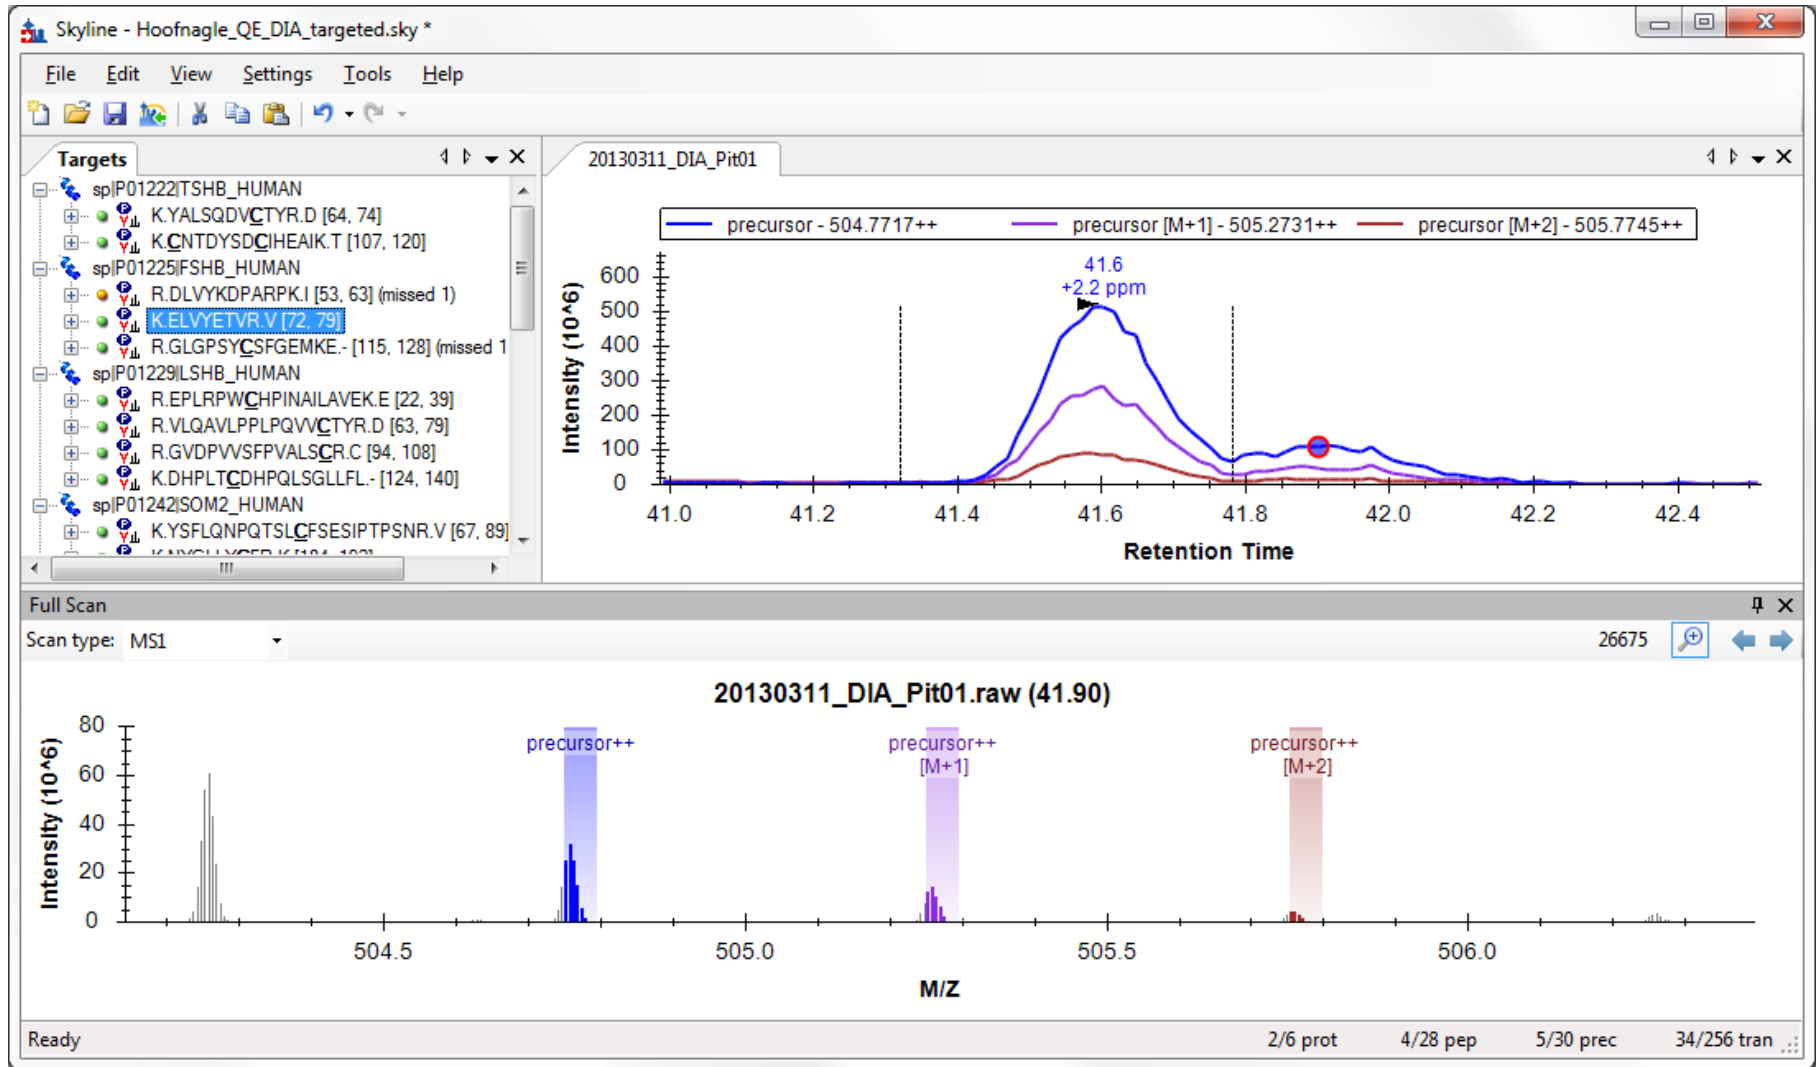 Skyline - Hoofnagle_QE_DIA_targeted.sky *
File Edit View Settings Tools Help
Targets
sp|P01222|TSHB_HUMAN
K.YALSQDVCTYR.D [64, 74]
K.CNTDYSDCIHEAIK.T [107, 120]
sp|P01225|FSHB_HUMAN
R.DLVYKDPARPK.I [53, 63] (missed 1)
K.ELVYETVR.V [72, 79]
R.GLGPSYCSFGEMKE.- [115, 128] (missed 1
sp|P01229|LSHB_HUMAN
R.EPLRPWCHPINAILAVEK.E [22, 39]
R.VLQAVLPPLPQVVCTYR.D [63, 79]
R.GVDPVVSFPVALSCR.C [94, 108]
K.DHPLTCDHPQLSGLLFL.- [124, 140]
sp|P01242|SOM2_HUMAN
K.YSFLQNPQTSLCFSESIPTPSNR.V [67, 89]
20130311_DIA_Pit01
precursor - 504.7717++ precursor [M+1] - 505.2731++ precursor [M+2] - 505.7745++
41.6
+2.2 ppm
Intensity (10^6)
600
500
400
300
200
100
0
41.0 41.2 41.4 41.6 41.8 42.0 42.2 42.4
Retention Time
Full Scan
Scan type: MS1 26675
20130311_DIA_Pit01.raw (41.90)
precursor++ precursor++ precursor++
[M+1] [M+2]
Intensity (10^6)
80
60
40
20
0
504.5 505.0 505.5 506.0
M/Z
Ready 2/6 prot 4/28 pep 5/30 prec 34/256 tran